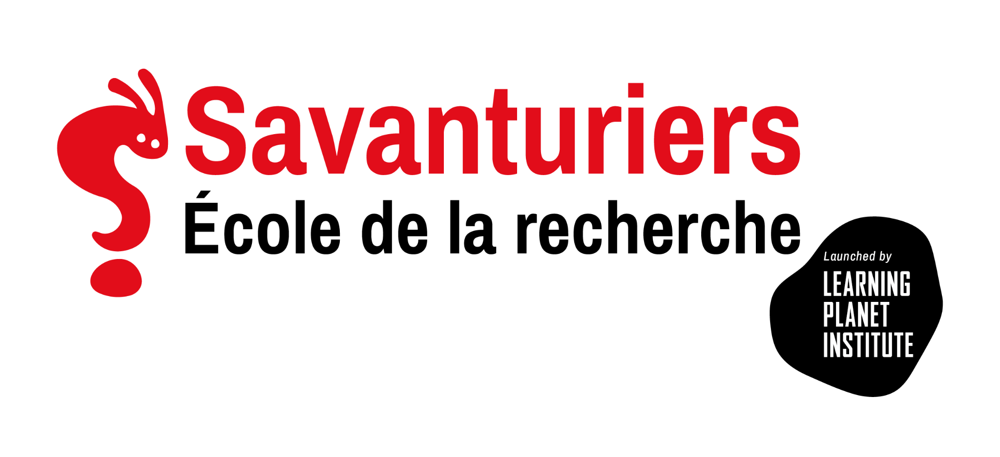 Savanturiers
École de la recherche
Launched by
LEARNING
PLANET
INSTITUTE